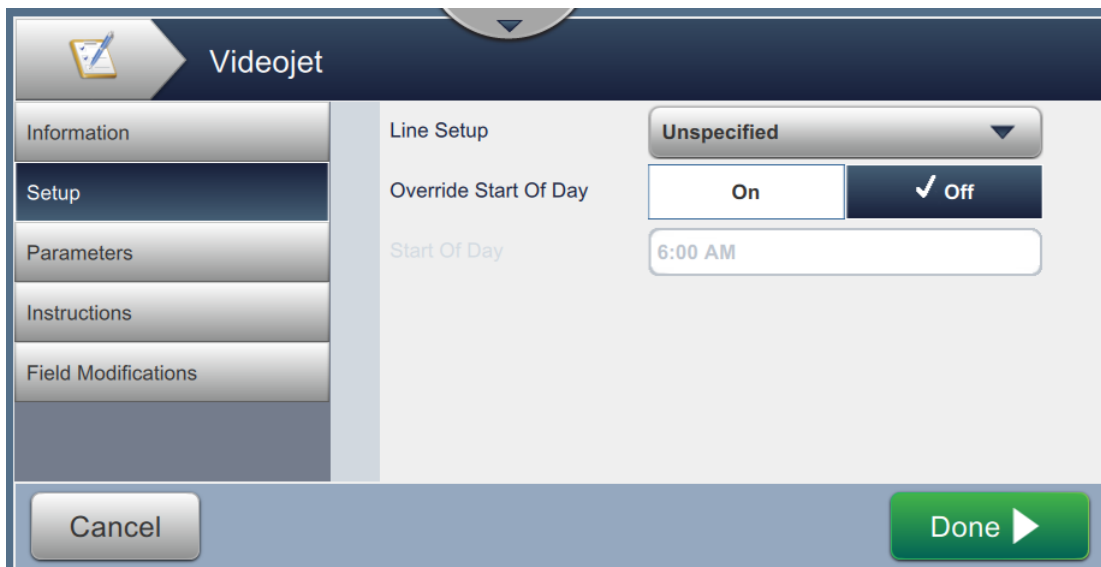 Videojet
Information
Setup
Parameters
Instructions
Field Modifications
Line Setup
Unspecified
Override Start Of Day
On
Off
Start Of Day
6:00 AM
Cancel
Done